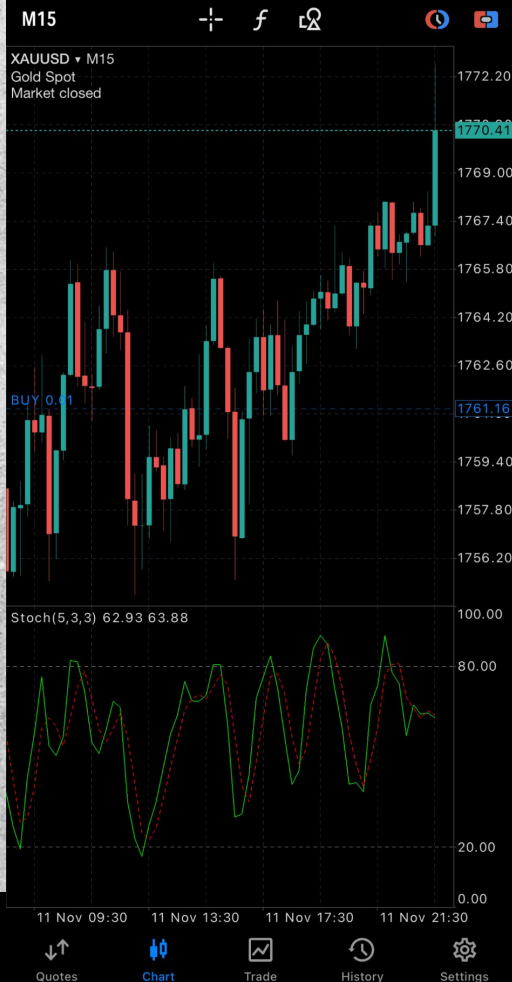 M15
XAUUSD ▾ M15
Gold Spot
Market closed
1772.20
1770.41
1769.00
1767.40
1765.80
1764.20
1762.60
BUY 0.01
1761.16
1759.40
1757.80
1756.20
Stoch(5,3,3) 62.93 63.88
100.00
80.00
20.00
0.00
11 Nov 09:30 11 Nov 13:30 11 Nov 17:30 11 Nov 21:30
Quotes Chart Trade History Settings